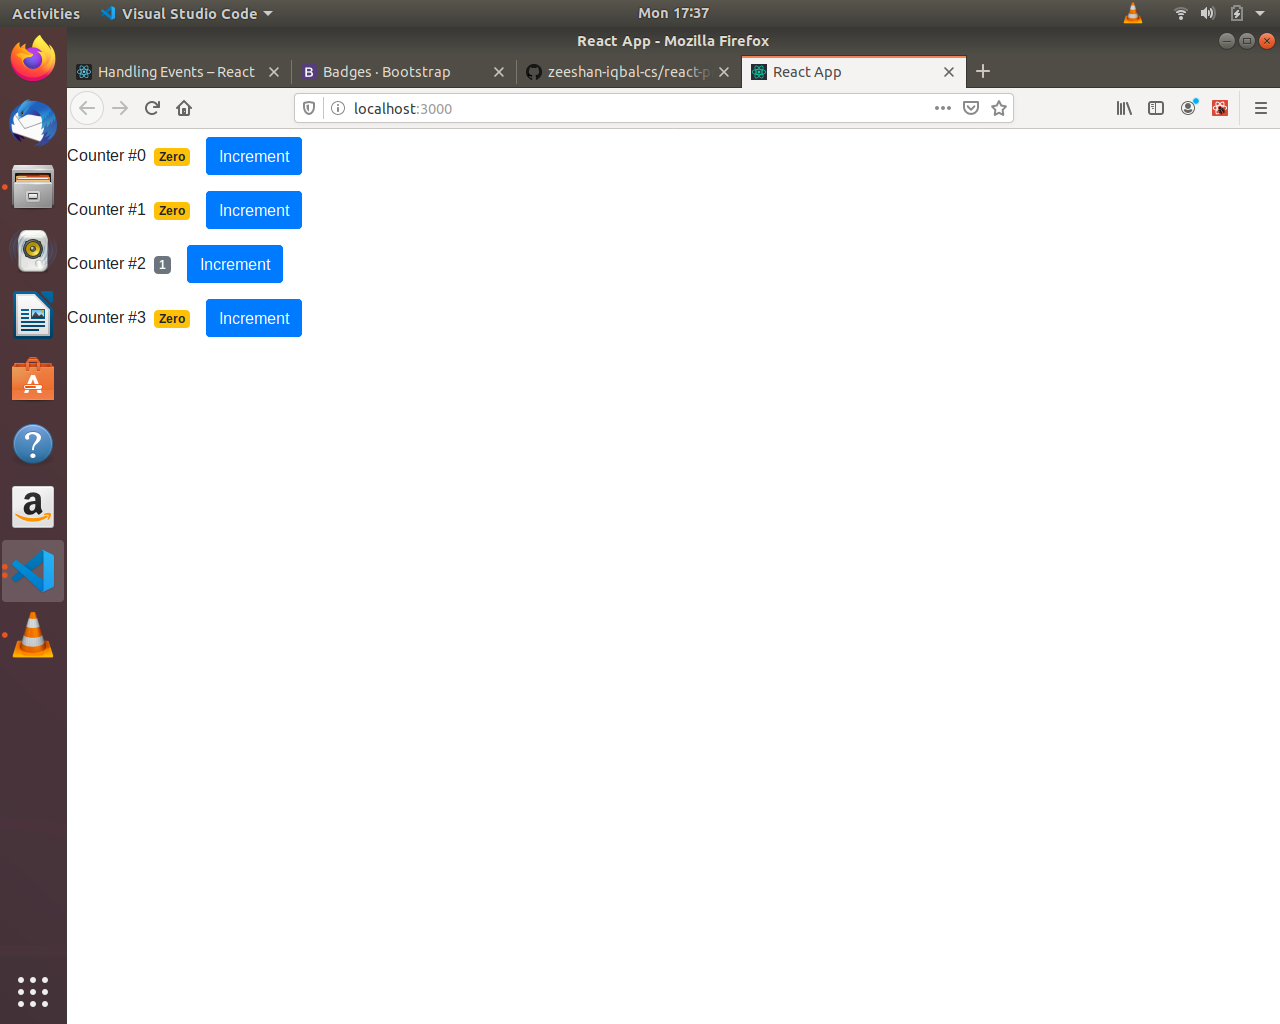 Activities Visual Studio Code Mon 17:37
React App - Mozilla Firefox
Handling Events – React Badges · Bootstrap zeeshan-iqbal-cs/react-p React App
localhost:3000
Counter #0 Zero Increment
Counter #1 Zero Increment
Counter #2 1 Increment
Counter #3 Zero Increment